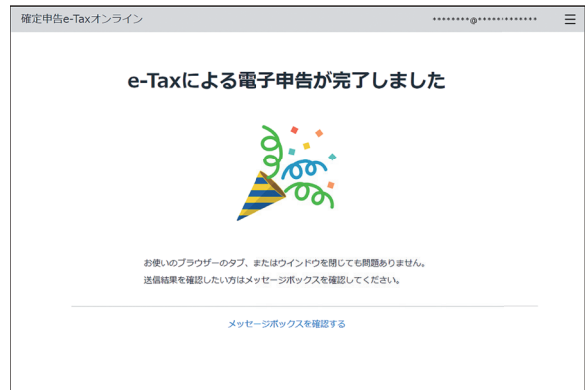 確定申告e-Taxオンライン
********@*************
e-Taxによる電子申告が完了しました
お使いのブラウザーのタブ、またはウインドウを閉じても問題ありません。
送信結果を確認したい方はメッセージボックスを確認してください。
メッセージボックスを確認する